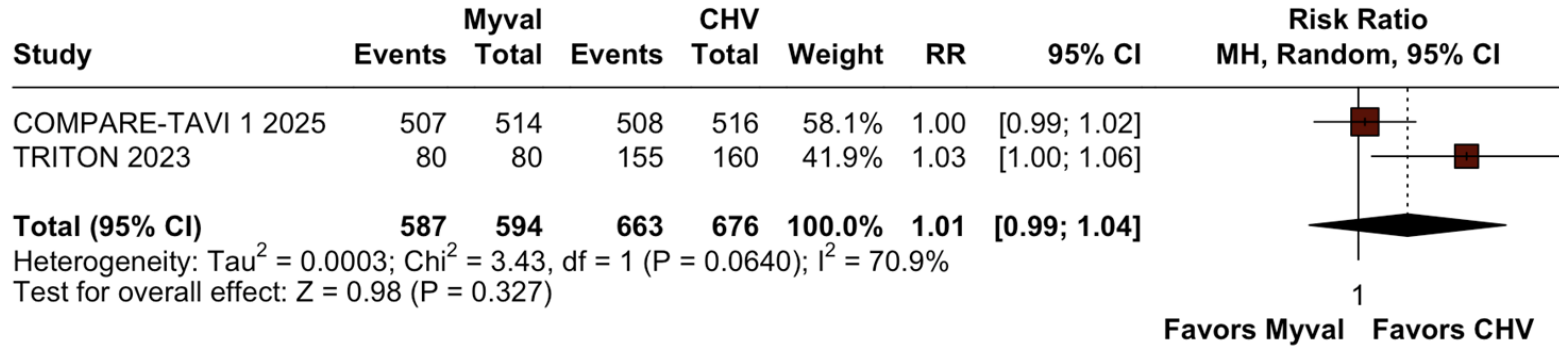 Myval CHV Risk Ratio
Study Events Total Events Total Weight RR 95% CI MH, Random, 95% CI
COMPARE-TAVI 1 2025 507 514 508 516 58.1% 1.00 [0.99; 1.02]
TRITON 2023 80 80 155 160 41.9% 1.03 [1.00; 1.06]
Total (95% CI) 587 594 663 676 100.0% 1.01 [0.99; 1.04]
Heterogeneity: Tau² = 0.0003; Chi² = 3.43, df = 1 (P = 0.0640); I² = 70.9%
Test for overall effect: Z = 0.98 (P = 0.327) 1
Favors Myval Favors CHV